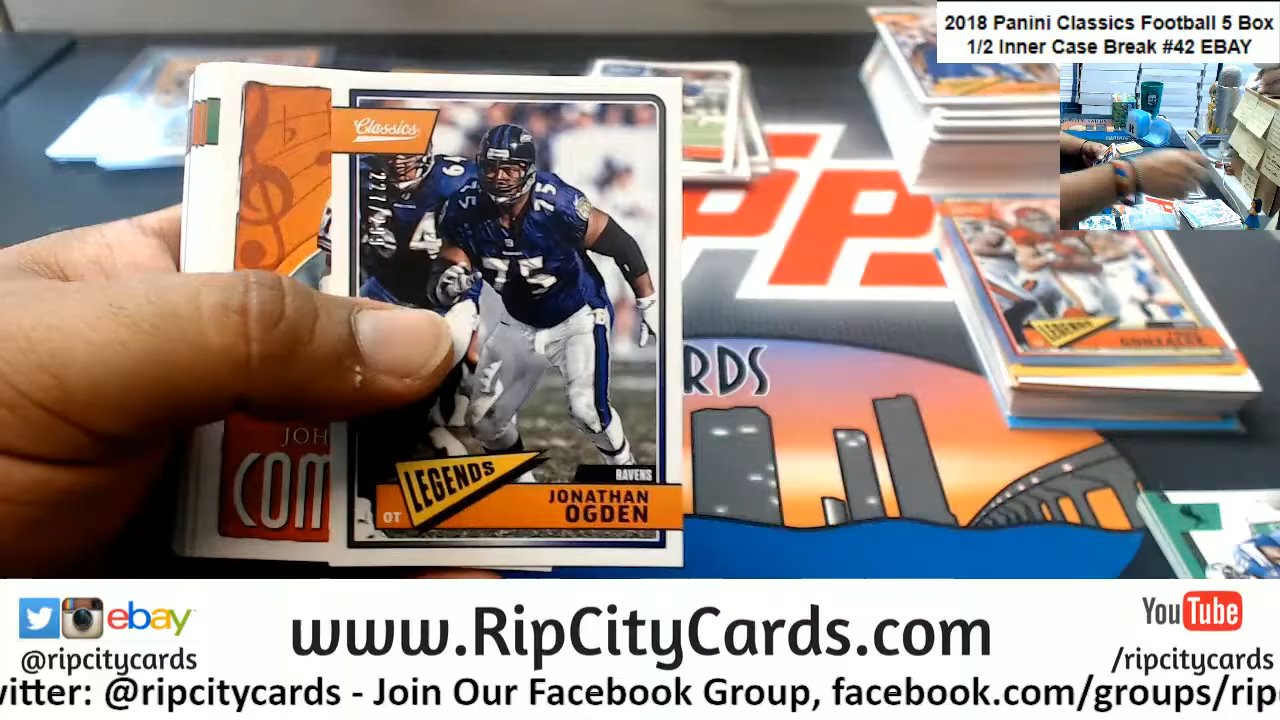 2018 Panini Classics Football 5 Box
1/2 Inner Case Break #42 EBAY
Classics
75
LEGENDS
RAVENS
OT
JONATHAN
OGDEN
JOH
COM
RDS
LEGENDS
GONZALEZ
ebay
@ripcitycards
www.RipCityCards.com
YouTube
/ripcitycards
witter: @ripcitycards - Join Our Facebook Group, facebook.com/groups/rip